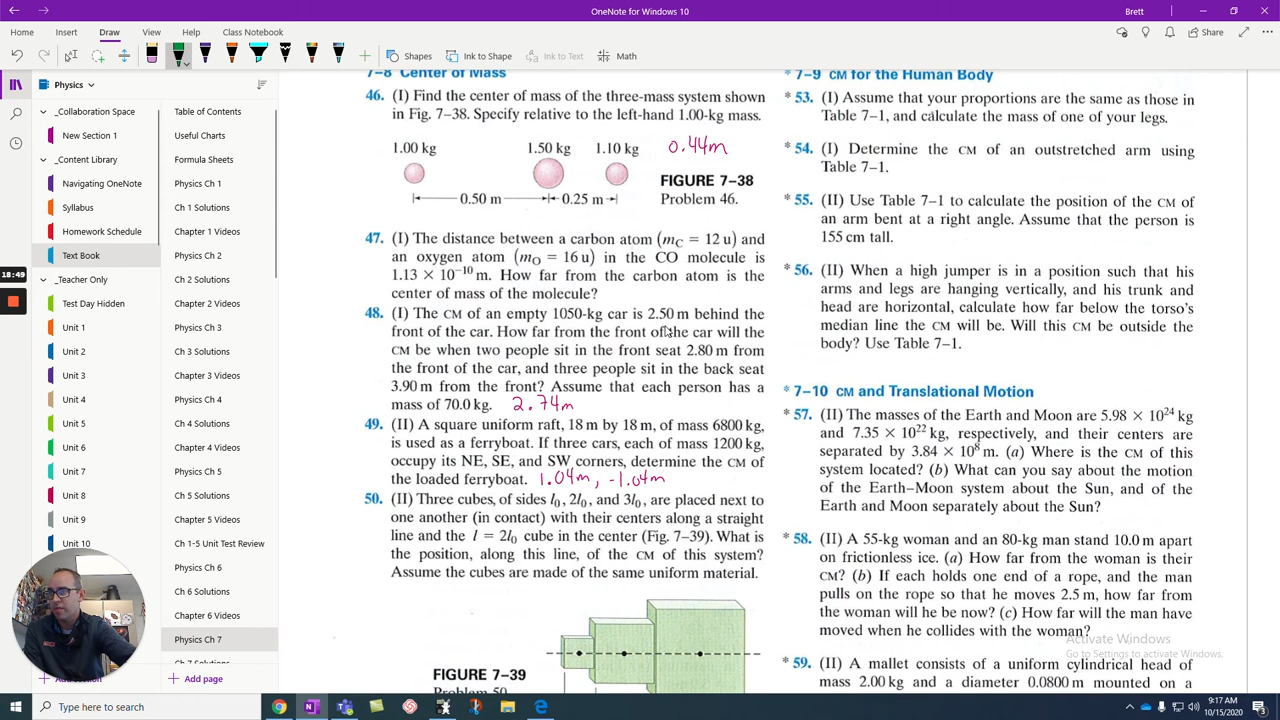 OneNote for Windows 10
Brett
Home
Insert
Draw
View
Help
Class Notebook
Share
Shapes
Ink to Shape
Ink to Text
Math
Physics
_Collaboration Space
New Section 1
_Content Library
Navigating OneNote
Syllabus
Homework Schedule
Text Book
_Teacher Only
Test Day Hidden
Unit 1
Unit 2
Unit 3
Unit 4
Unit 5
Unit 6
Unit 7
Unit 8
Unit 9
Unit 10
18:49
Table of Contents
Useful Charts
Formula Sheets
Physics Ch 1
Ch 1 Solutions
Chapter 1 Videos
Physics Ch 2
Ch 2 Solutions
Chapter 2 Videos
Physics Ch 3
Ch 3 Solutions
Chapter 3 Videos
Physics Ch 4
Ch 4 Solutions
Chapter 4 Videos
Physics Ch 5
Ch 5 Solutions
Chapter 5 Videos
Ch 1-5 Unit Test Review
Physics Ch 6
Ch 6 Solutions
Chapter 6 Videos
Physics Ch 7
Ch 7 Solutions
Add page
7–8 Center of Mass
46. (I) Find the center of mass of the three-mass system shown
in Fig. 7–38. Specify relative to the left-hand 1.00-kg mass.
1.00 kg 1.50 kg 1.10 kg 0.44m
0.50 m 0.25 m
FIGURE 7–38
Problem 46.
47. (I) The distance between a carbon atom (m_C = 12 u) and
an oxygen atom (m_O = 16 u) in the CO molecule is
1.13 × 10⁻¹⁰ m. How far from the carbon atom is the
center of mass of the molecule?
48. (I) The CM of an empty 1050-kg car is 2.50 m behind the
front of the car. How far from the front of the car will the
CM be when two people sit in the front seat 2.80 m from
the front of the car, and three people sit in the back seat
3.90 m from the front? Assume that each person has a
mass of 70.0 kg. 2.74m
49. (II) A square uniform raft, 18 m by 18 m, of mass 6800 kg,
is used as a ferryboat. If three cars, each of mass 1200 kg,
occupy its NE, SE, and SW corners, determine the CM of
the loaded ferryboat. 1.04m, -1.04m
50. (II) Three cubes, of sides l₀, 2l₀, and 3l₀, are placed next to
one another (in contact) with their centers along a straight
line and the l = 2l₀ cube in the center (Fig. 7–39). What is
the position, along this line, of the CM of this system?
Assume the cubes are made of the same uniform material.
FIGURE 7–39
Problem 50
* 7–9 CM for the Human Body
* 53. (I) Assume that your proportions are the same as those in
Table 7–1, and calculate the mass of one of your legs.
* 54. (I) Determine the CM of an outstretched arm using
Table 7–1.
* 55. (II) Use Table 7–1 to calculate the position of the CM of
an arm bent at a right angle. Assume that the person is
155 cm tall.
* 56. (II) When a high jumper is in a position such that his
arms and legs are hanging vertically, and his trunk and
head are horizontal, calculate how far below the torso's
median line the CM will be. Will this CM be outside the
body? Use Table 7–1.
* 7–10 CM and Translational Motion
* 57. (II) The masses of the Earth and Moon are 5.98 × 10²⁴ kg
and 7.35 × 10²² kg, respectively, and their centers are
separated by 3.84 × 10⁸ m. (a) Where is the CM of this
system located? (b) What can you say about the motion
of the Earth–Moon system about the Sun, and of the
Earth and Moon separately about the Sun?
* 58. (II) A 55-kg woman and an 80-kg man stand 10.0 m apart
on frictionless ice. (a) How far from the woman is their
CM? (b) If each holds one end of a rope, and the man
pulls on the rope so that he moves 2.5 m, how far from
the woman will he be now? (c) How far will the man have
moved when he collides with the woman?
* 59. (II) A mallet consists of a uniform cylindrical head of
mass 2.00 kg and a diameter 0.0800 m mounted on a
Activate Windows
Go to Settings to activate Windows.
Type here to search
9:17 AM
10/15/2020